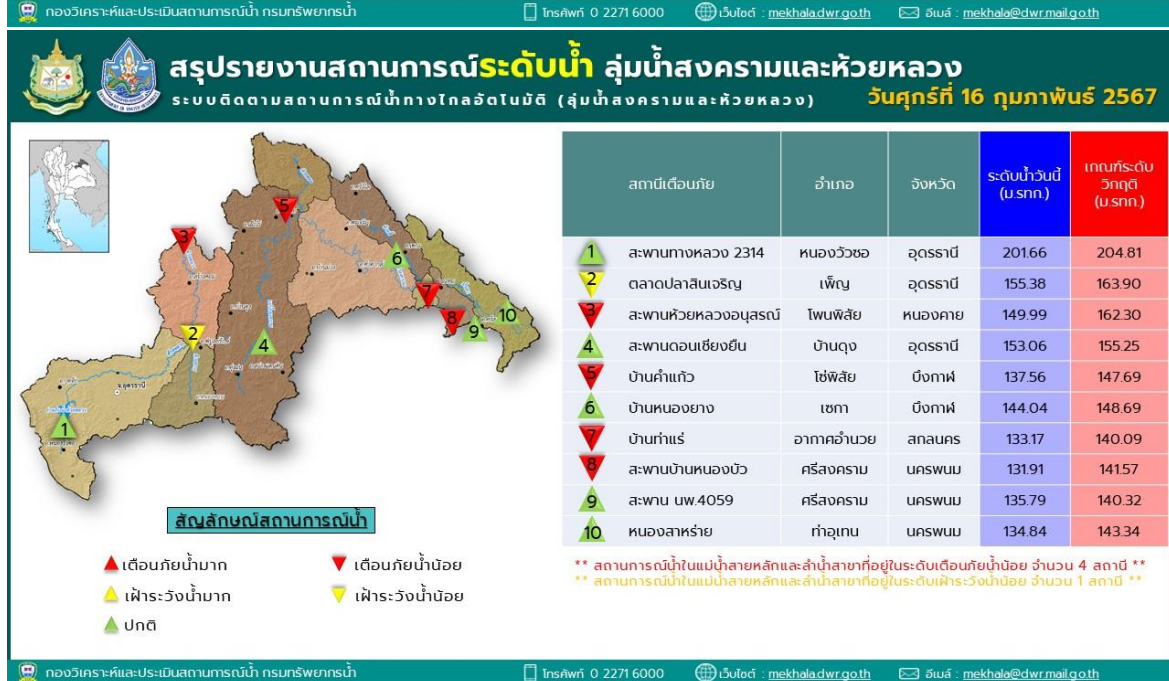 กองวิเคราะห์และประเมินสถานการณ์น้ำ กรมทรัพยากรน้ำ โทรศัพท์ 0 2271 6000 เว็บไซต์ : mekhala.dwr.go.th อีเมล์ : mekhala@dwr.mail.go.th
สรุปรายงานสถานการณ์ระดับน้ำ ลุ่มน้ำสงครามและห้วยหลวง
ระบบติดตามสถานการณ์น้ำทางไกลอัตโนมัติ (ลุ่มน้ำสงครามและห้วยหลวง) วันศุกร์ที่ 16 กุมภาพันธ์ 2567
สถานีเตือนภัย อำเภอ จังหวัด ระดับน้ำวันนี้ (ม.รทก.) เกณฑ์ระดับวิกฤติ (ม.รทก.)
1 สะพานทางหลวง 2314 หนองวัวซอ อุดรธานี 201.66 204.81
2 ตลาดปลาสินเจริญ เพ็ญ อุดรธานี 155.38 163.90
3 สะพานห้วยหลวงอนุสรณ์ โพนพิสัย หนองคาย 149.99 162.30
4 สะพานดอนเชียงยืน บ้านดุง อุดรธานี 153.06 155.25
5 บ้านคำแก้ว โซ่พิสัย บึงกาฬ 137.56 147.69
6 บ้านหนองยาง เซกา บึงกาฬ 144.04 148.69
7 บ้านท่าแร่ อากาศอำนวย สกลนคร 133.17 140.09
8 สะพานบ้านหนองบัว ศรีสงคราม นครพนม 131.91 141.57
9 สะพาน นพ.4059 ศรีสงคราม นครพนม 135.79 140.32
10 หนองสาหร่าย ท่าอุเทน นครพนม 134.84 143.34
** สถานการณ์น้ำในแม่น้ำสายหลักและลำน้ำสาขาที่อยู่ในระดับเตือนภัยน้ำน้อย จำนวน 4 สถานี **
** สถานการณ์น้ำในแม่น้ำสายหลักและลำน้ำสาขาที่อยู่ในระดับเฝ้าระวังน้ำน้อย จำนวน 1 สถานี **
5
3
6
7
2
4
8
9
10
1
จ.อุดรธานี
สัญลักษณ์สถานการณ์น้ำ
เตือนภัยน้ำมาก เตือนภัยน้ำน้อย
เฝ้าระวังน้ำมาก เฝ้าระวังน้ำน้อย
ปกติ
กองวิเคราะห์และประเมินสถานการณ์น้ำ กรมทรัพยากรน้ำ โทรศัพท์ 0 2271 6000 เว็บไซต์ : mekhala.dwr.go.th อีเมล์ : mekhala@dwr.mail.go.th